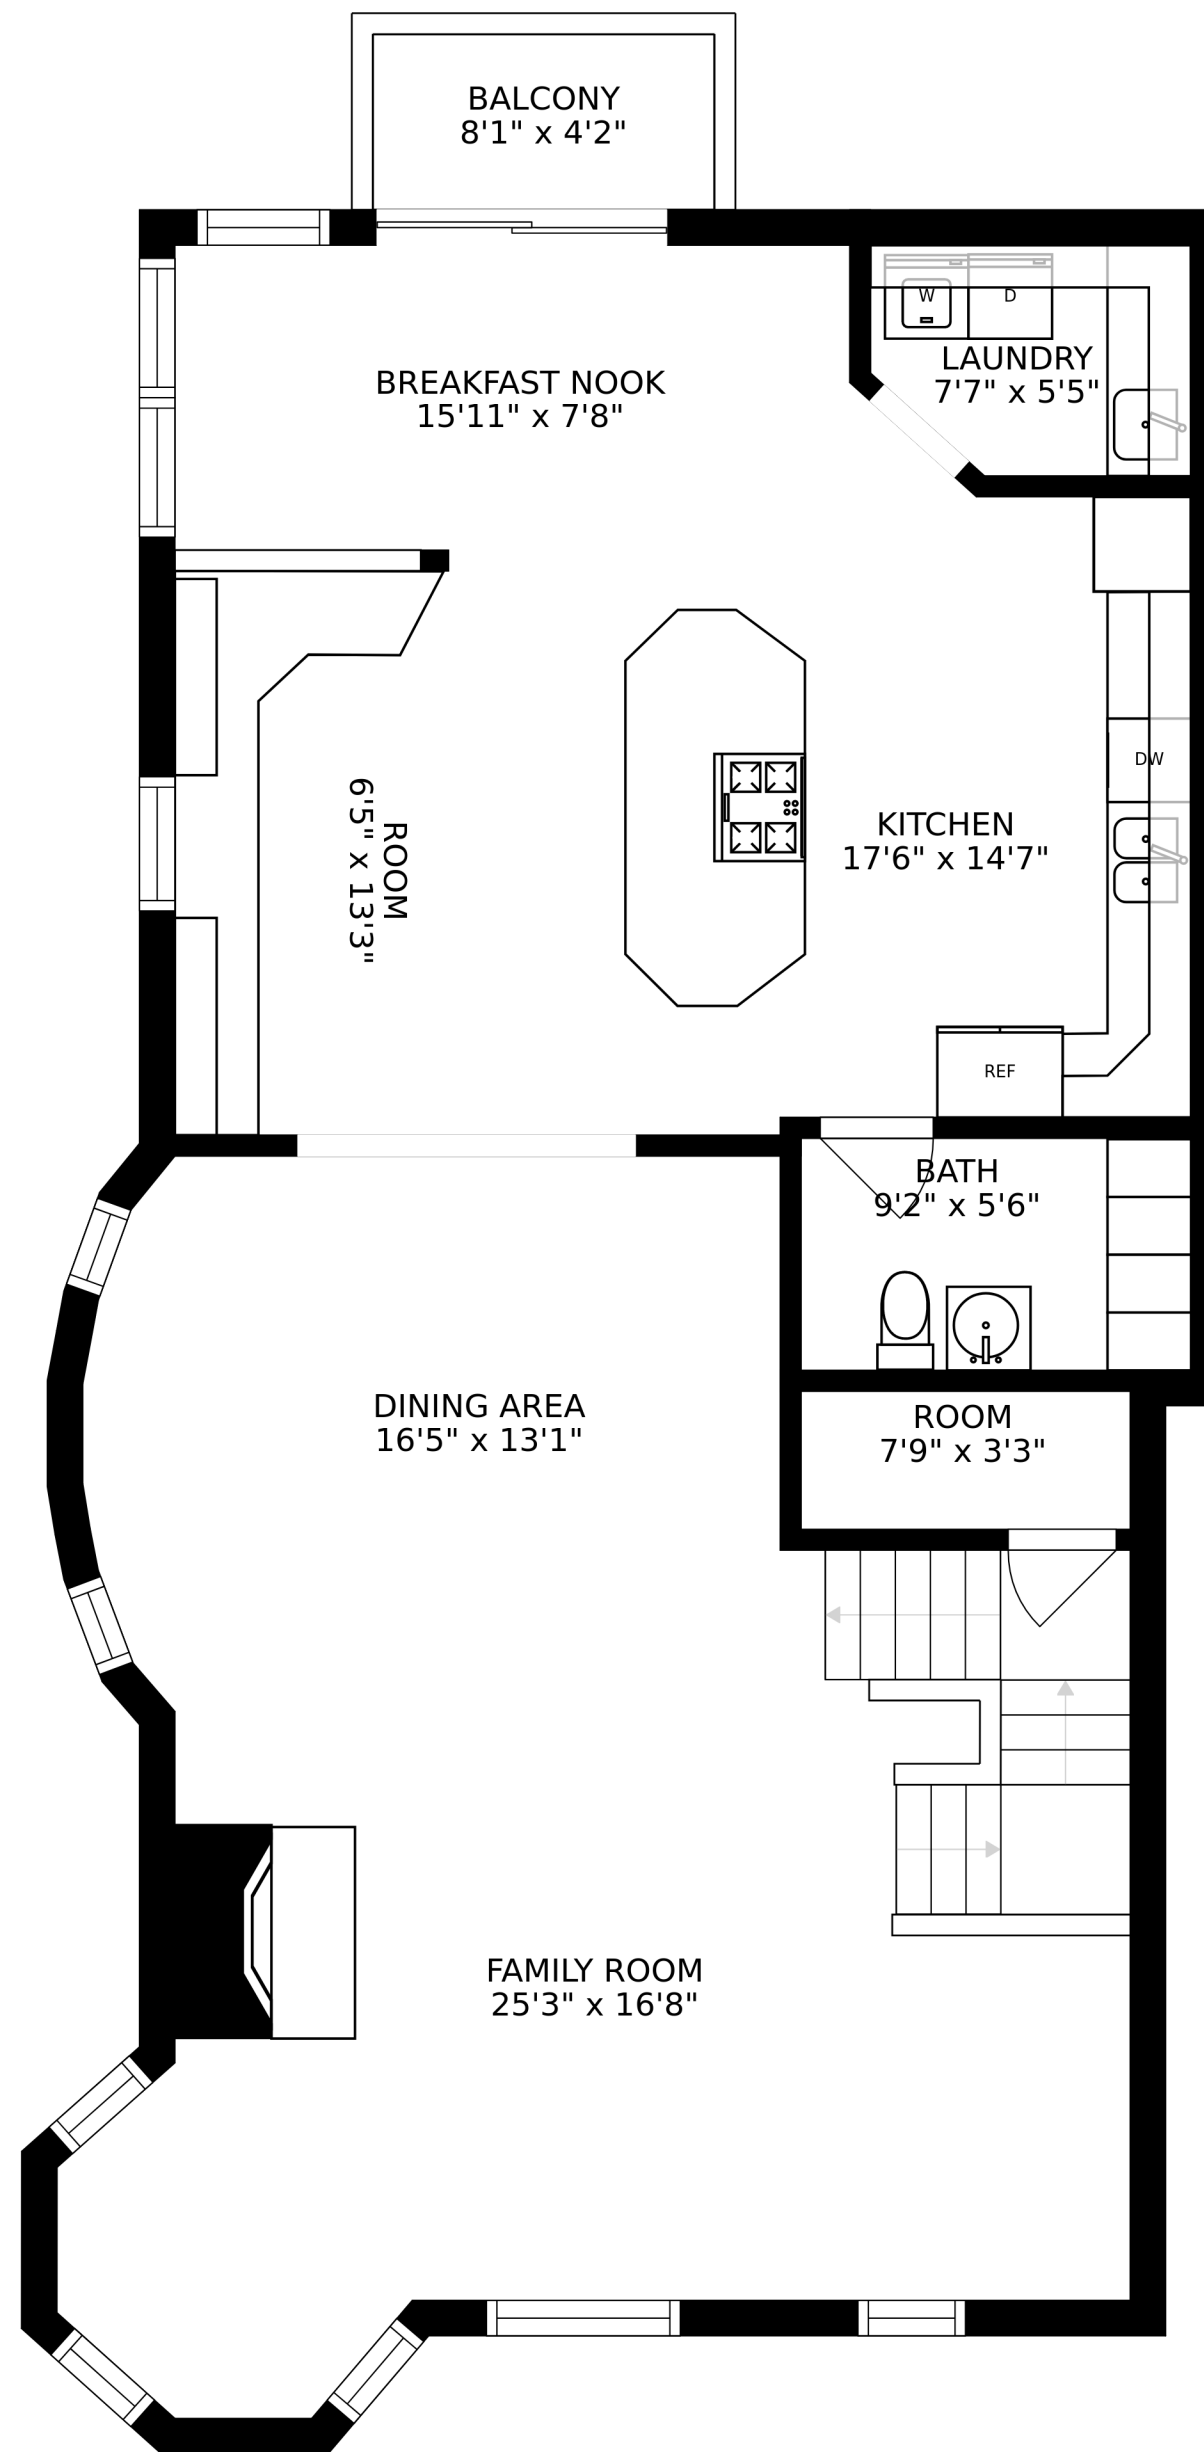 BALCONY
8'1" x 4'2"
W
D
LAUNDRY
7'7" x 5'5"
BREAKFAST NOOK
15'11" x 7'8"
DW
KITCHEN
17'6" x 14'7"
ROOM
6'5" x 13'3"
REF
BATH
9'2" x 5'6"
DINING AREA
16'5" x 13'1"
ROOM
7'9" x 3'3"
FAMILY ROOM
25'3" x 16'8"